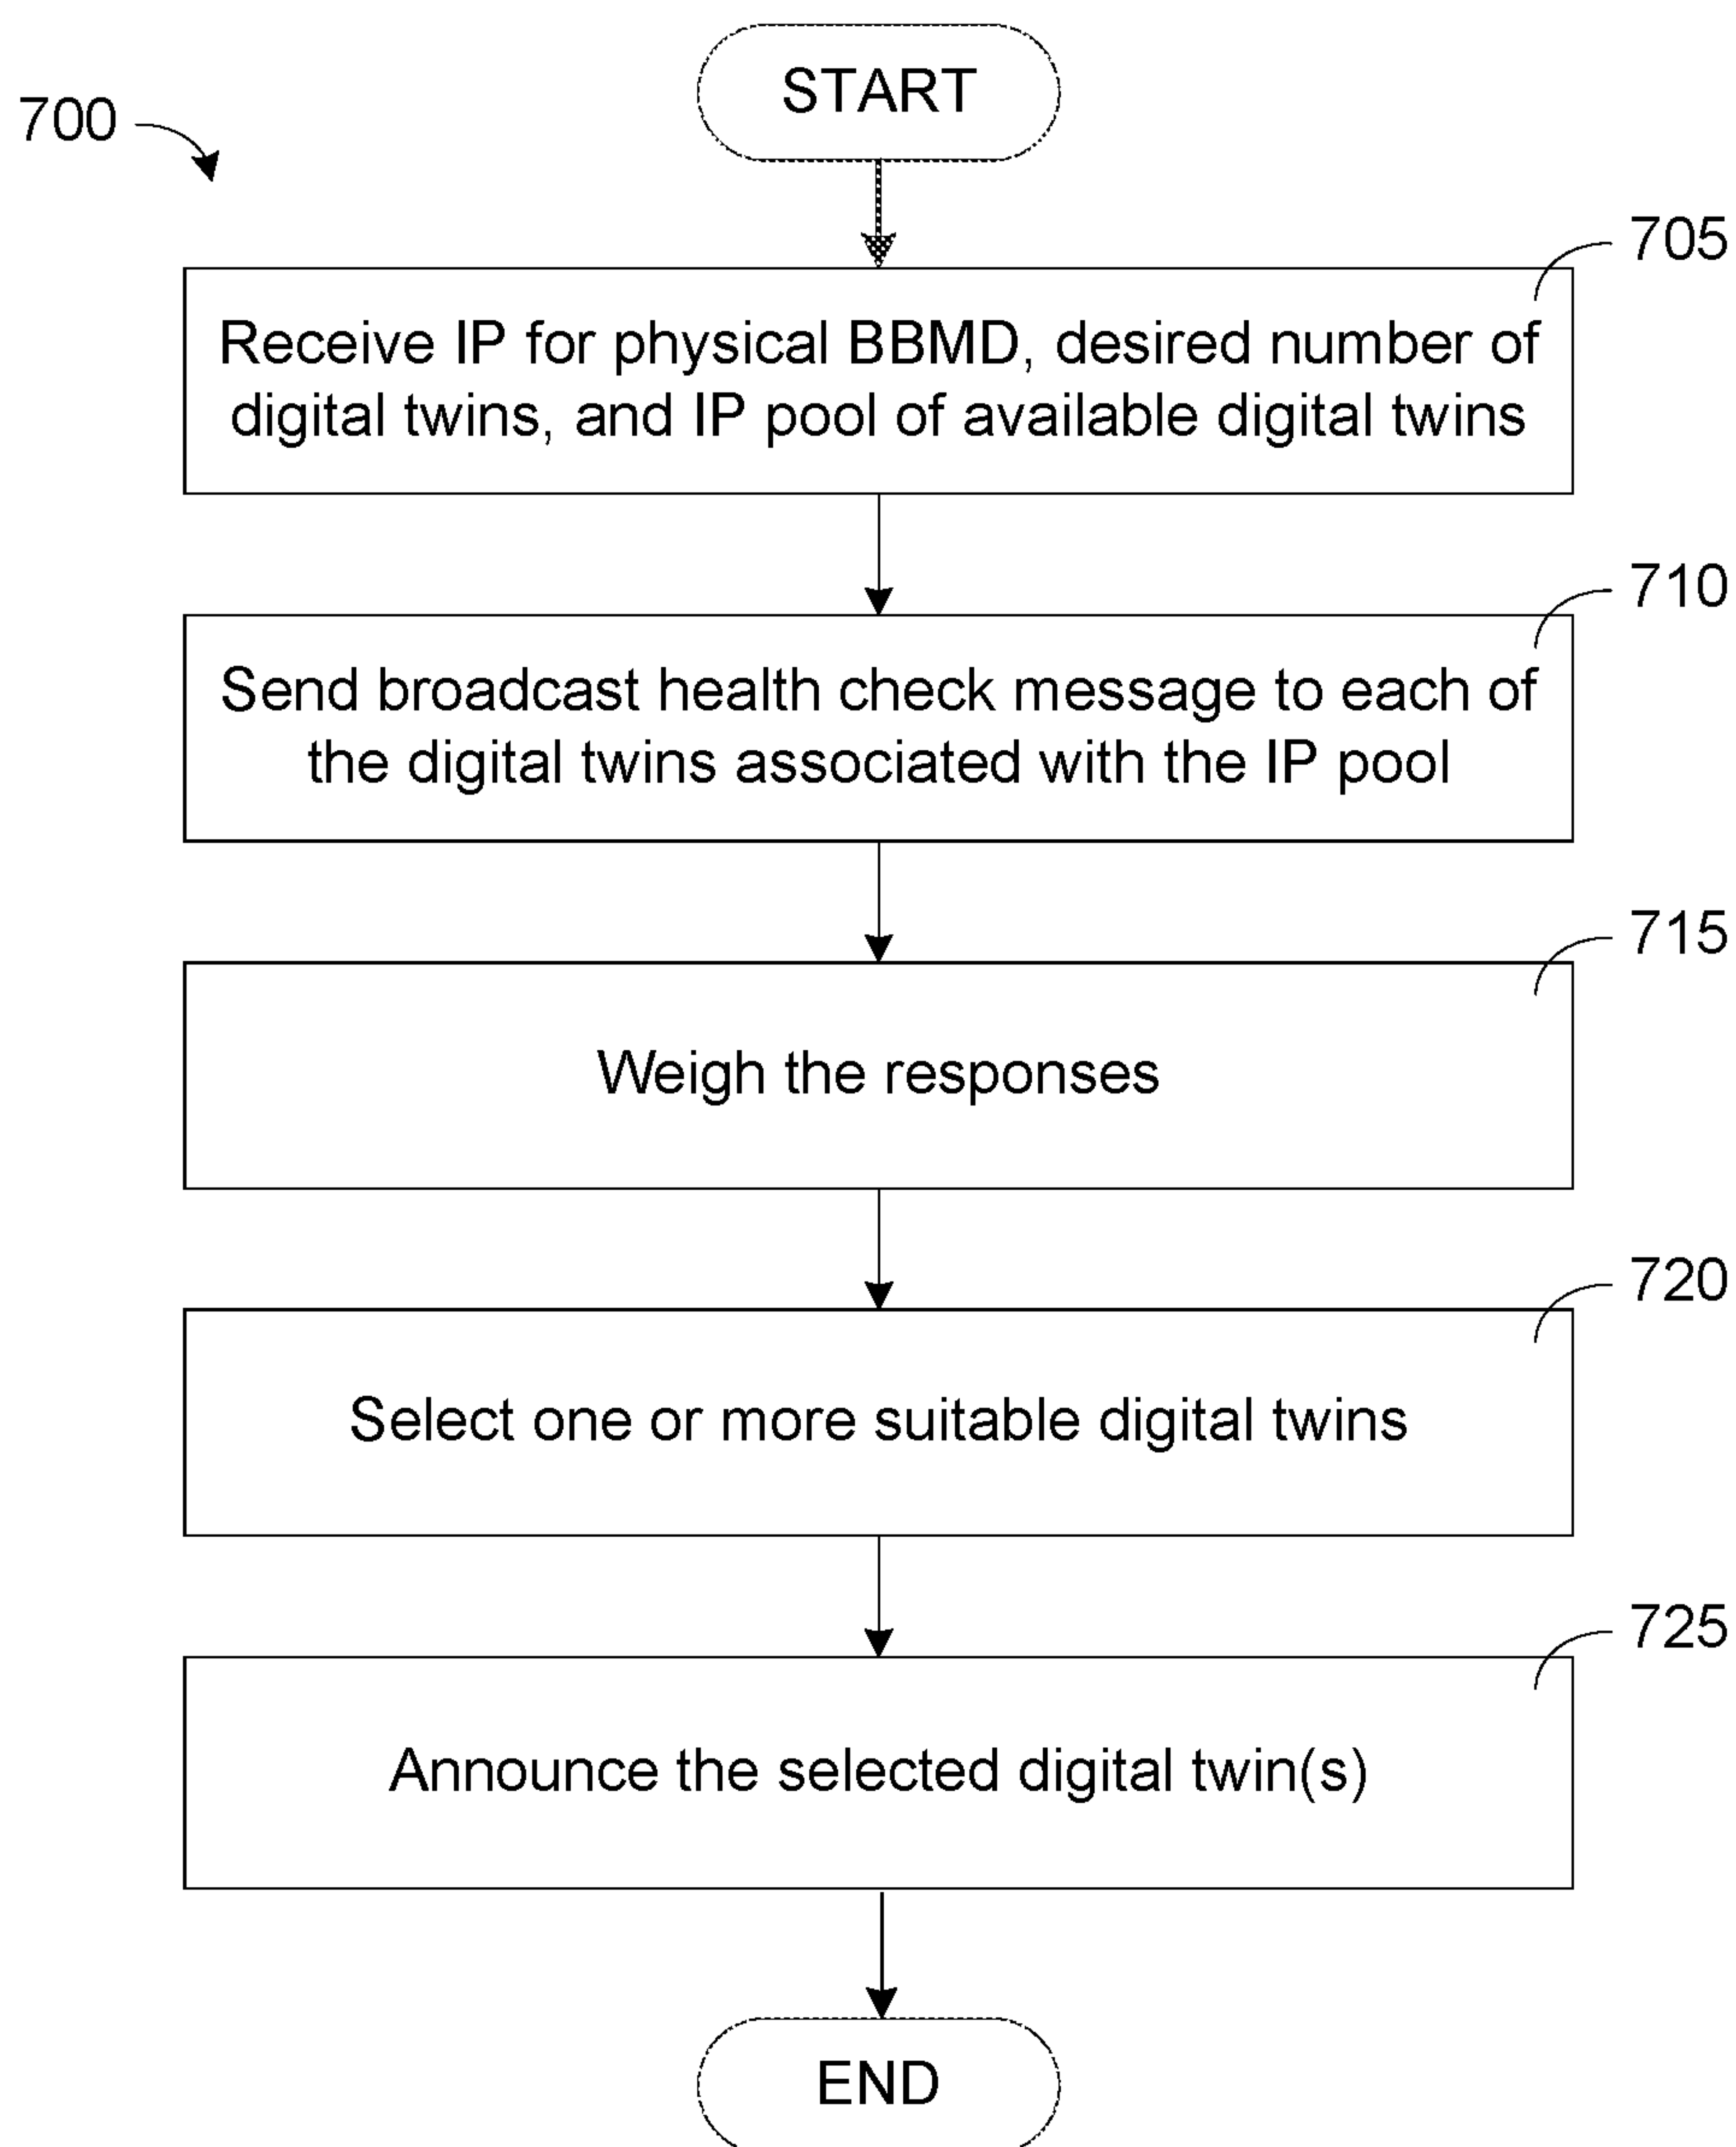 START
700
705
Receive IP for physical BBMD, desired number of
digital twins, and IP pool of available digital twins
710
Send broadcast health check message to each of
the digital twins associated with the IP pool
715
Weigh the responses
720
Select one or more suitable digital twins
725
Announce the selected digital twin(s)
END